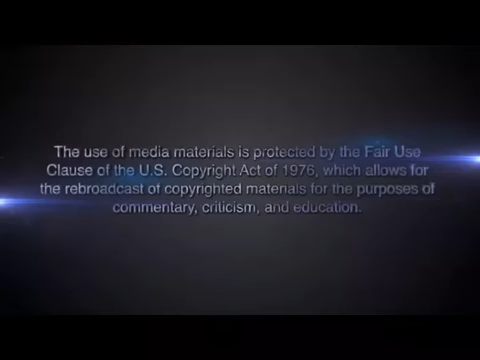 The use of media materials is protected by the Fair Use
Clause of the U.S. Copyright Act of 1976, which allows for
the rebroadcast of copyrighted materials for the purposes of
commentary, criticism, and education.